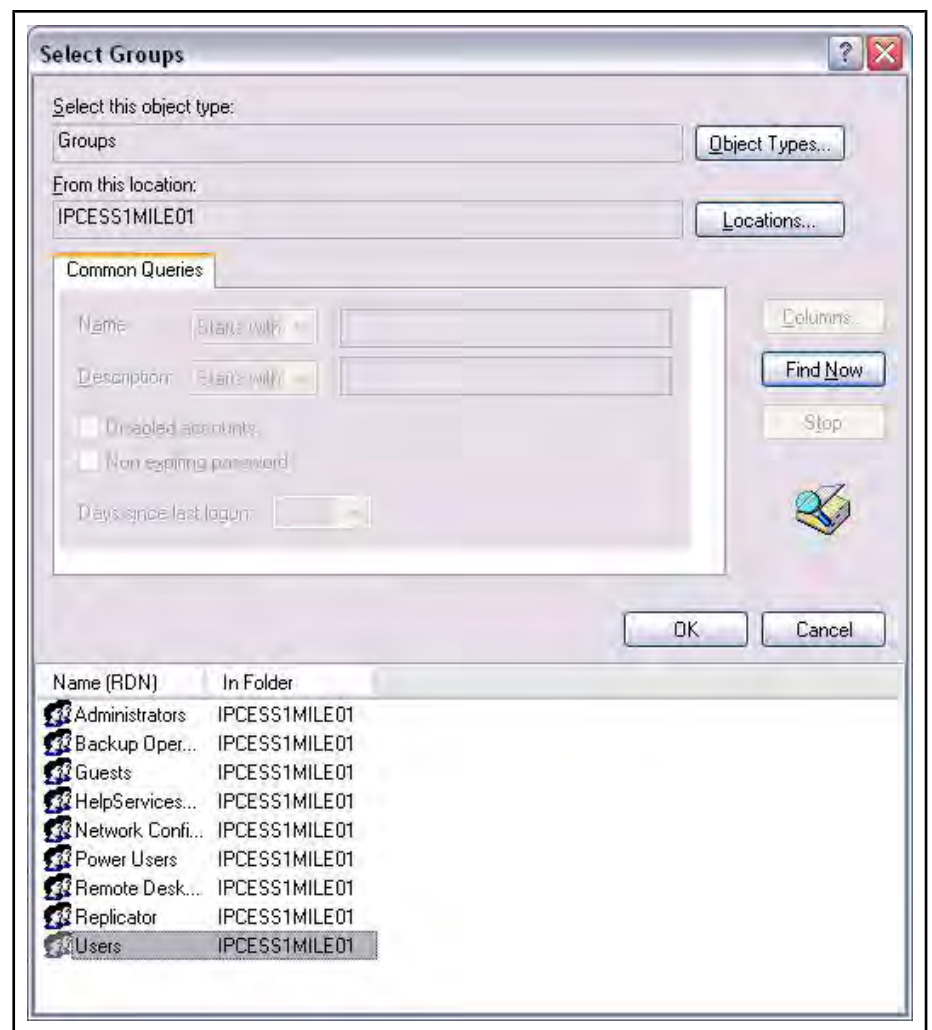 Select Groups
Select this object type:
Groups
Object Types...
From this location:
IPCESS1MILE01
Locations...
Common Queries
Name: Starts with
Columns...
Description: Starts with
Find Now
Disabled accounts
Stop
Non expiring password
Days since last logon:
OK Cancel
Name (RDN) In Folder
Administrators IPCESS1MILE01
Backup Oper... IPCESS1MILE01
Guests IPCESS1MILE01
HelpServices... IPCESS1MILE01
Network Confi... IPCESS1MILE01
Power Users IPCESS1MILE01
Remote Desk... IPCESS1MILE01
Replicator IPCESS1MILE01
Users IPCESS1MILE01